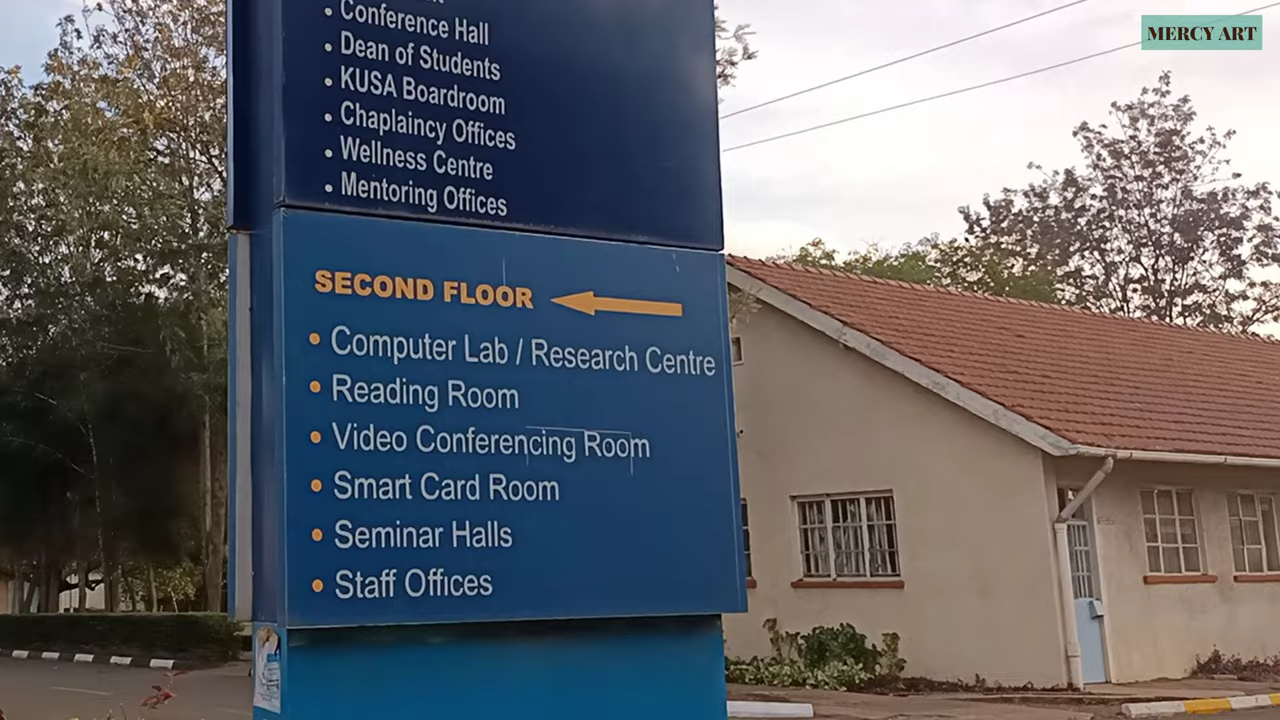 Conference Hall
Dean of Students
KUSA Boardroom
Chaplaincy Offices
Wellness Centre
Mentoring Offices
SECOND FLOOR
Computer Lab / Research Centre
Reading Room
Video Conferencing Room
Smart Card Room
Seminar Halls
Staff Offices
MERCY ART